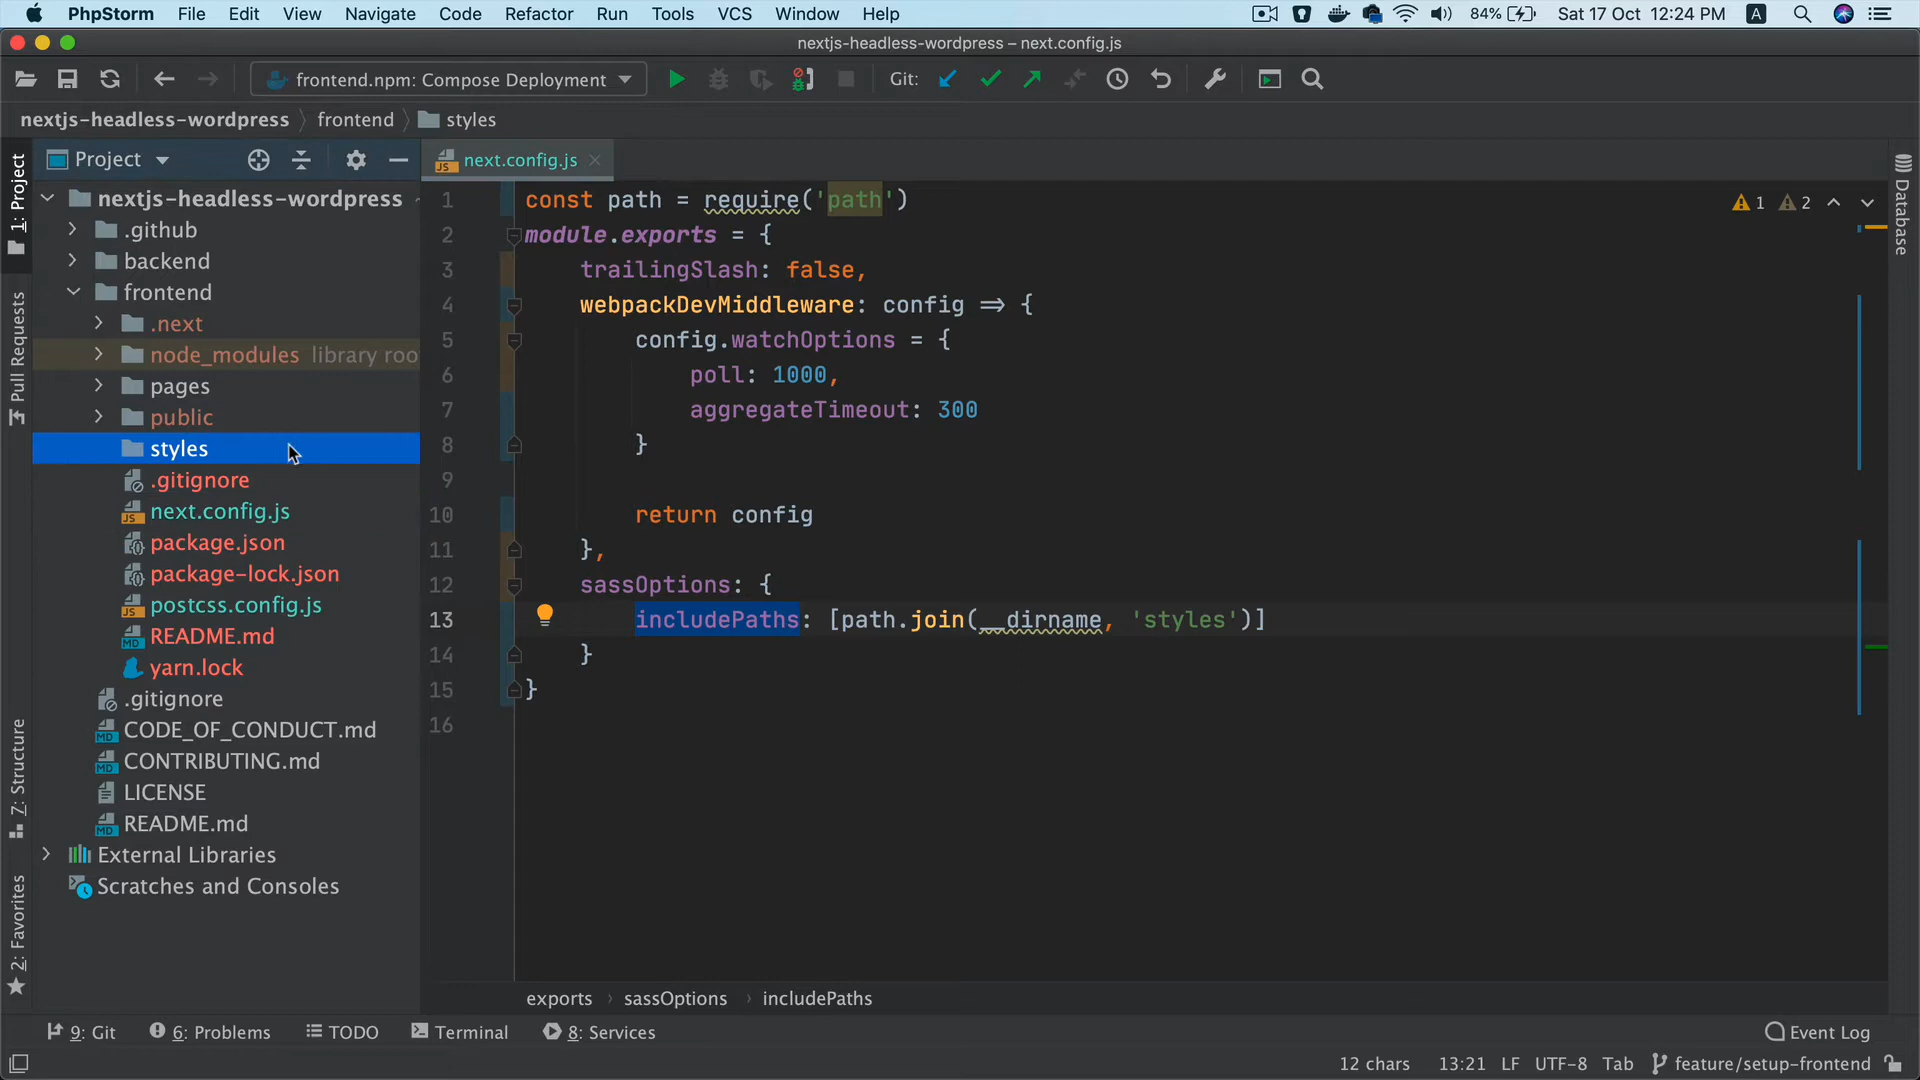 PhpStorm File Edit View Navigate Code Refactor Run Tools VCS Window Help 84% Sat 17 Oct 12:24 PM A
nextjs-headless-wordpress – next.config.js
frontend.npm: Compose Deployment Git:
nextjs-headless-wordpress frontend styles
Project
next.config.js
1: Project
Pull Requests
7: Structure
2: Favorites
nextjs-headless-wordpress
.github
backend
frontend
.next
node_modules library roo
pages
public
styles
.gitignore
next.config.js
package.json
package-lock.json
postcss.config.js
README.md
yarn.lock
.gitignore
CODE_OF_CONDUCT.md
CONTRIBUTING.md
LICENSE
README.md
External Libraries
Scratches and Consoles
1 const path = require('path')
2 module.exports = {
3 trailingSlash: false,
4 webpackDevMiddleware: config => {
5 config.watchOptions = {
6 poll: 1000,
7 aggregateTimeout: 300
8 }
9
10 return config
11 },
12 sassOptions: {
13 includePaths: [path.join(__dirname, 'styles')]
14 }
15 }
16
1 2
Database
exports › sassOptions › includePaths
9: Git 6: Problems TODO Terminal 8: Services Event Log
12 chars 13:21 LF UTF-8 Tab feature/setup-frontend